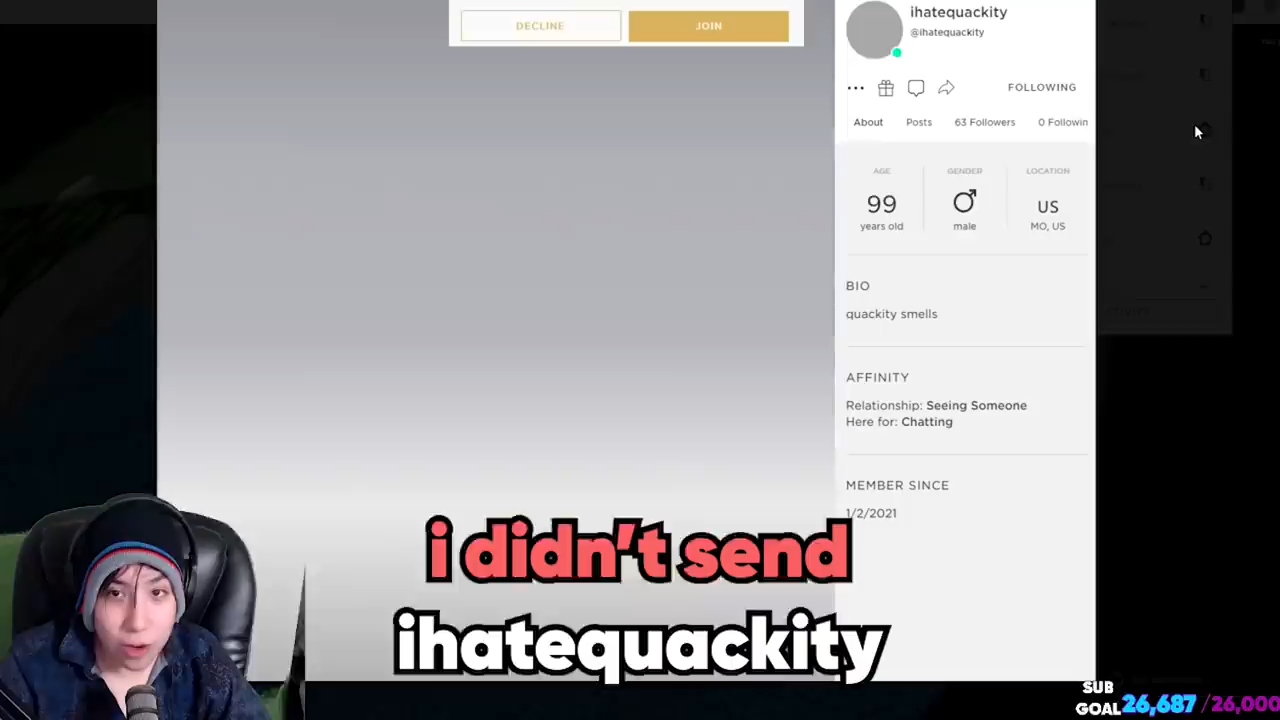 DECLINE
JOIN
ihatequackity
@ihatequackity
FOLLOWING
About
Posts
63 Followers
0 Followin
AGE
GENDER
LOCATION
99
US
years old
male
MO, US
BIO
quackity smells
AFFINITY
Relationship: Seeing Someone
Here for: Chatting
MEMBER SINCE
1/2/2021
i didn't send
ihatequackity
SUB
GOAL 26,687 /26,000